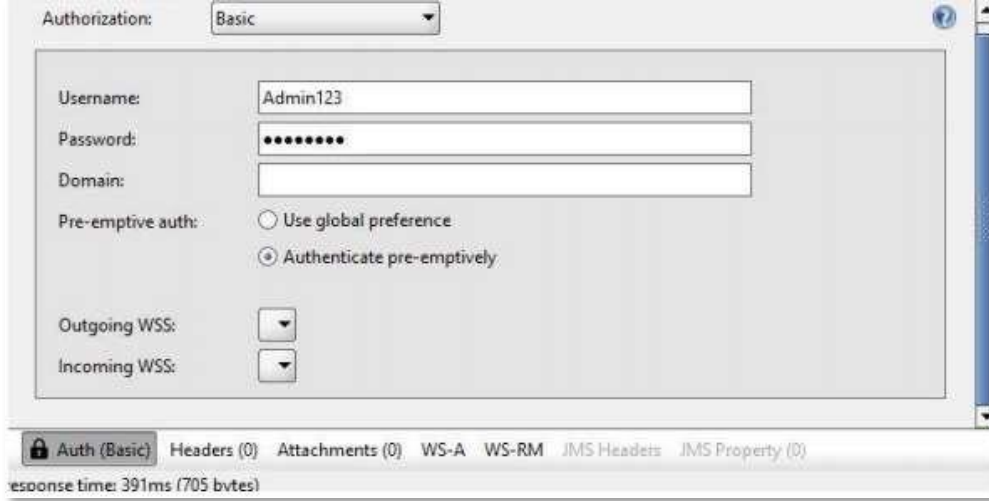 Authorization: Basic
Username: Admin123
Password: ●●●●●●●●
Domain:
Pre-emptive auth: Use global preference
Authenticate pre-emptively
Outgoing WSS:
Incoming WSS:
Auth (Basic) Headers (0) Attachments (0) WS-A WS-RM JMS Headers JMS Property (0)
esponse time: 391ms (705 bytes)